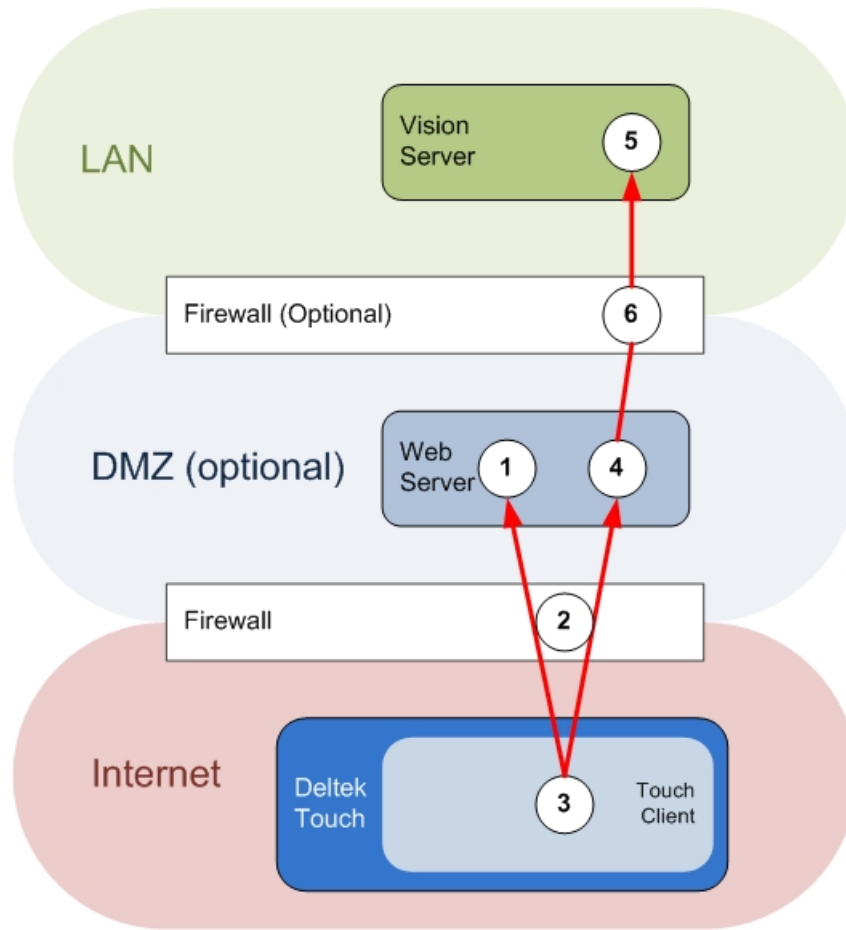 Vision
Server
5
LAN
Firewall (Optional)
6
DMZ (optional)
Web
Server
1
4
Firewall
2
Internet
Deltek
Touch
3
Touch
Client